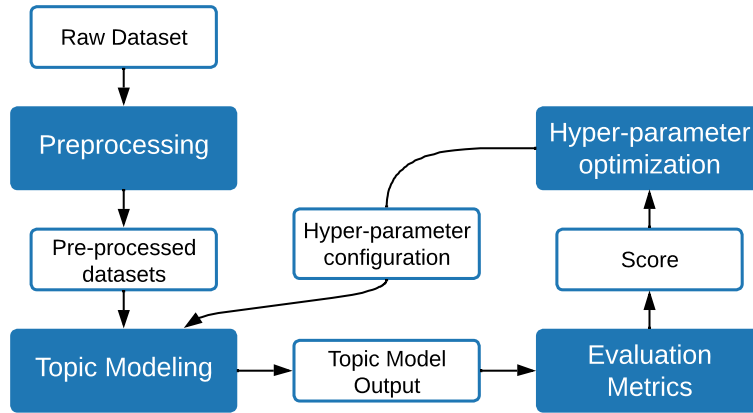 Raw Dataset
Preprocessing
Hyper-parameter
optimization
Pre-processed
datasets
Hyper-parameter
configuration
Score
Topic Modeling
Topic Model
Output
Evaluation
Metrics